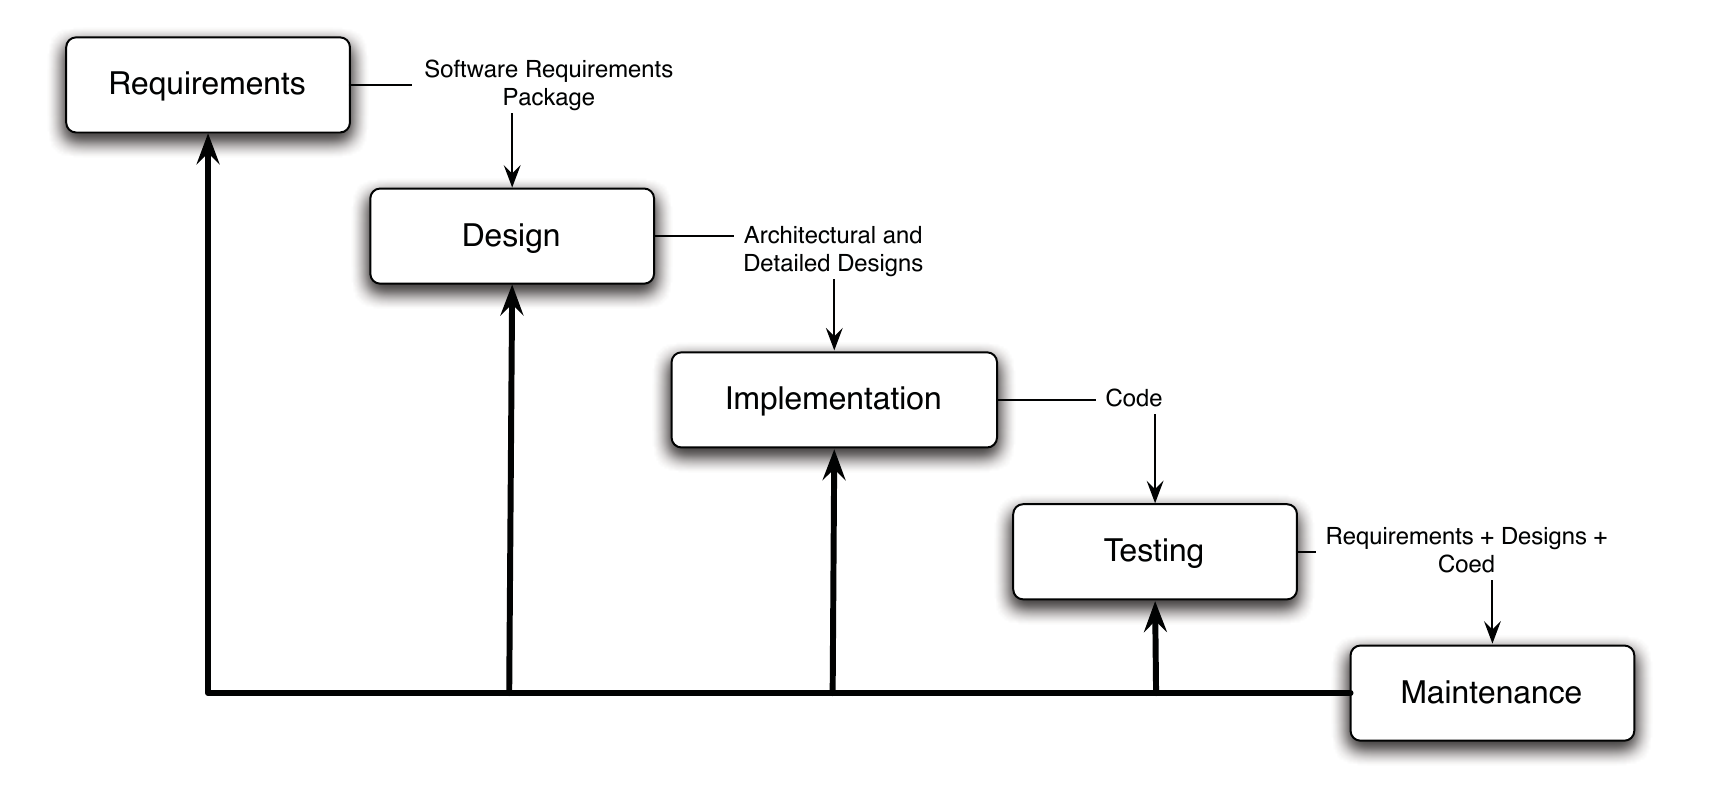 Requirements
Software Requirements
Package
Design
Architectural and
Detailed Designs
Implementation
Code
Testing
Requirements + Designs +
Coed
Maintenance